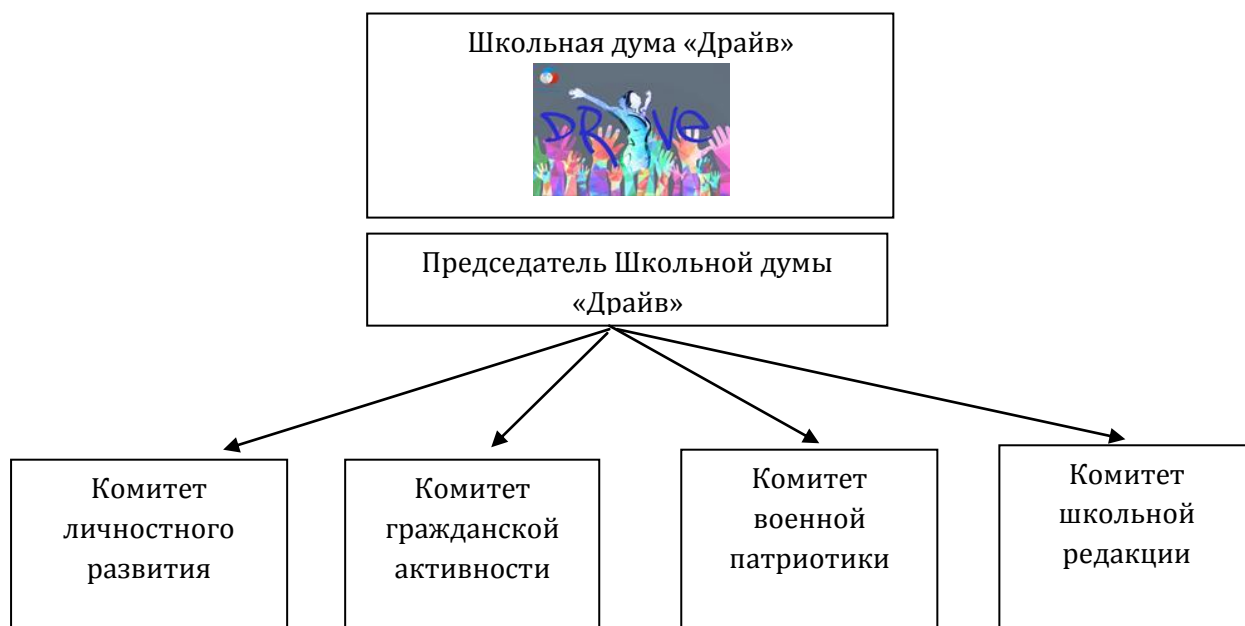 Школьная дума «Драйв»
DRIVE
Председатель Школьной думы
«Драйв»
Комитет
личностного
развития
Комитет
гражданской
активности
Комитет
военной
патриотики
Комитет
школьной
редакции